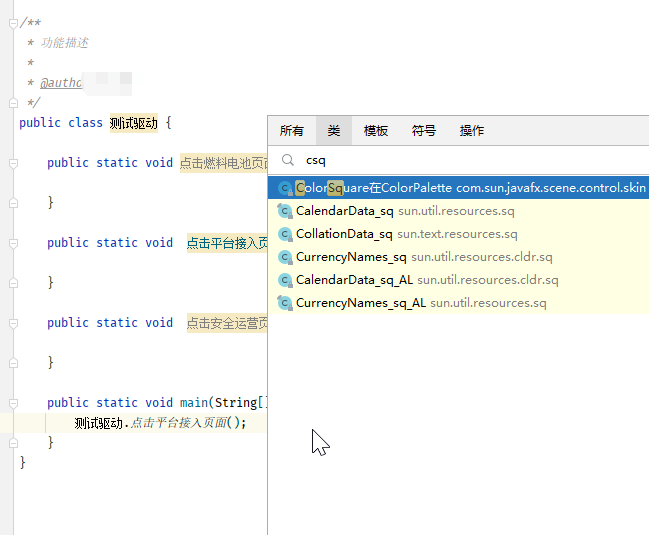 /**
* 功能描述
*
* @autho
*/
public class 测试驱动 {
public static void 点击燃料电池页
}
public static void 点击平台接入页
}
public static void 点击安全运营页
}
public static void main(String[]
测试驱动.点击平台接入页面();
}
}
所有 类 模板 符号 操作
csq
ColorSquare在ColorPalette com.sun.javafx.scene.control.skin
CalendarData_sq sun.util.resources.sq
CollationData_sq sun.text.resources.sq
CurrencyNames_sq sun.util.resources.cldr.sq
CalendarData_sq_AL sun.util.resources.cldr.sq
CurrencyNames_sq_AL sun.util.resources.sq